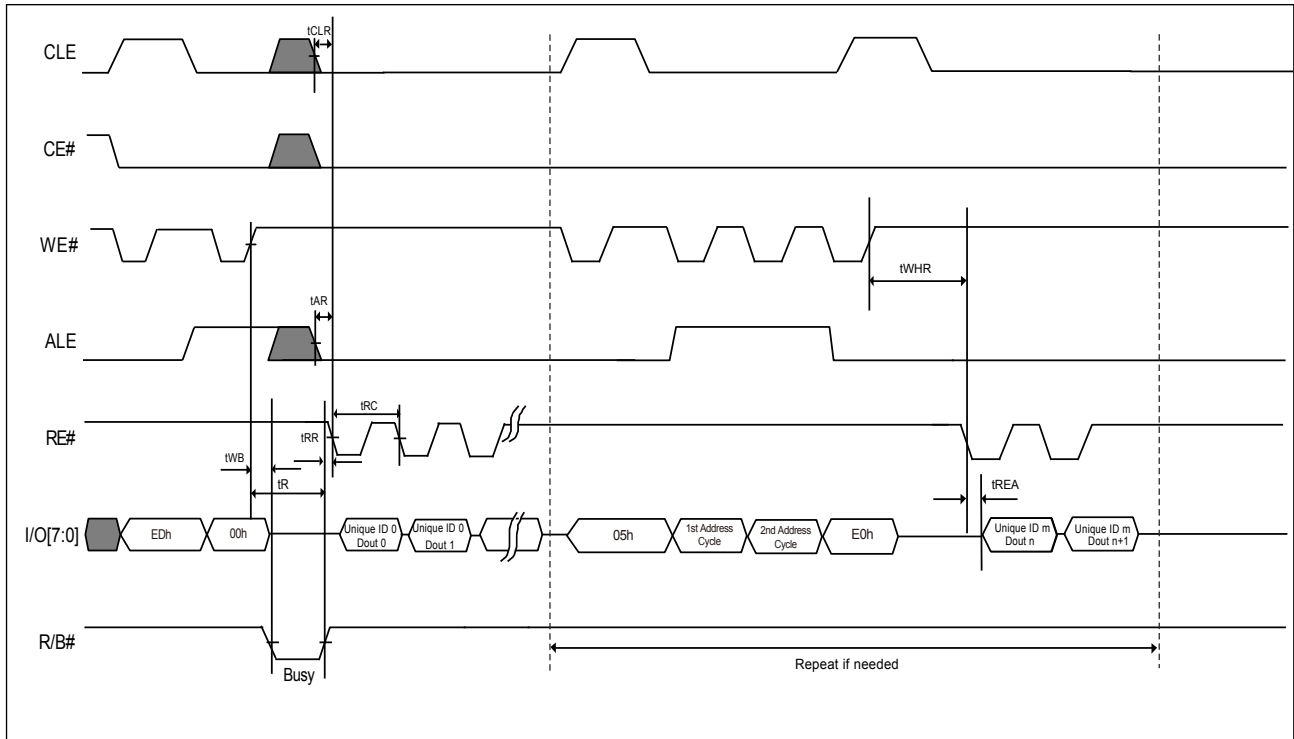 tCLR
CLE
CE#
WE#
tWHR
tAR
ALE
tRC
RE#
tRR
tWB
tREA
tR
I/O[7:0]
EDh
00h
Unique ID 0
Dout 0
Unique ID 0
Dout 1
05h
1st Address
Cycle
2nd Address
Cycle
E0h
Unique ID m
Dout n
Unique ID m
Dout n+1
R/B#
Busy
Repeat if needed